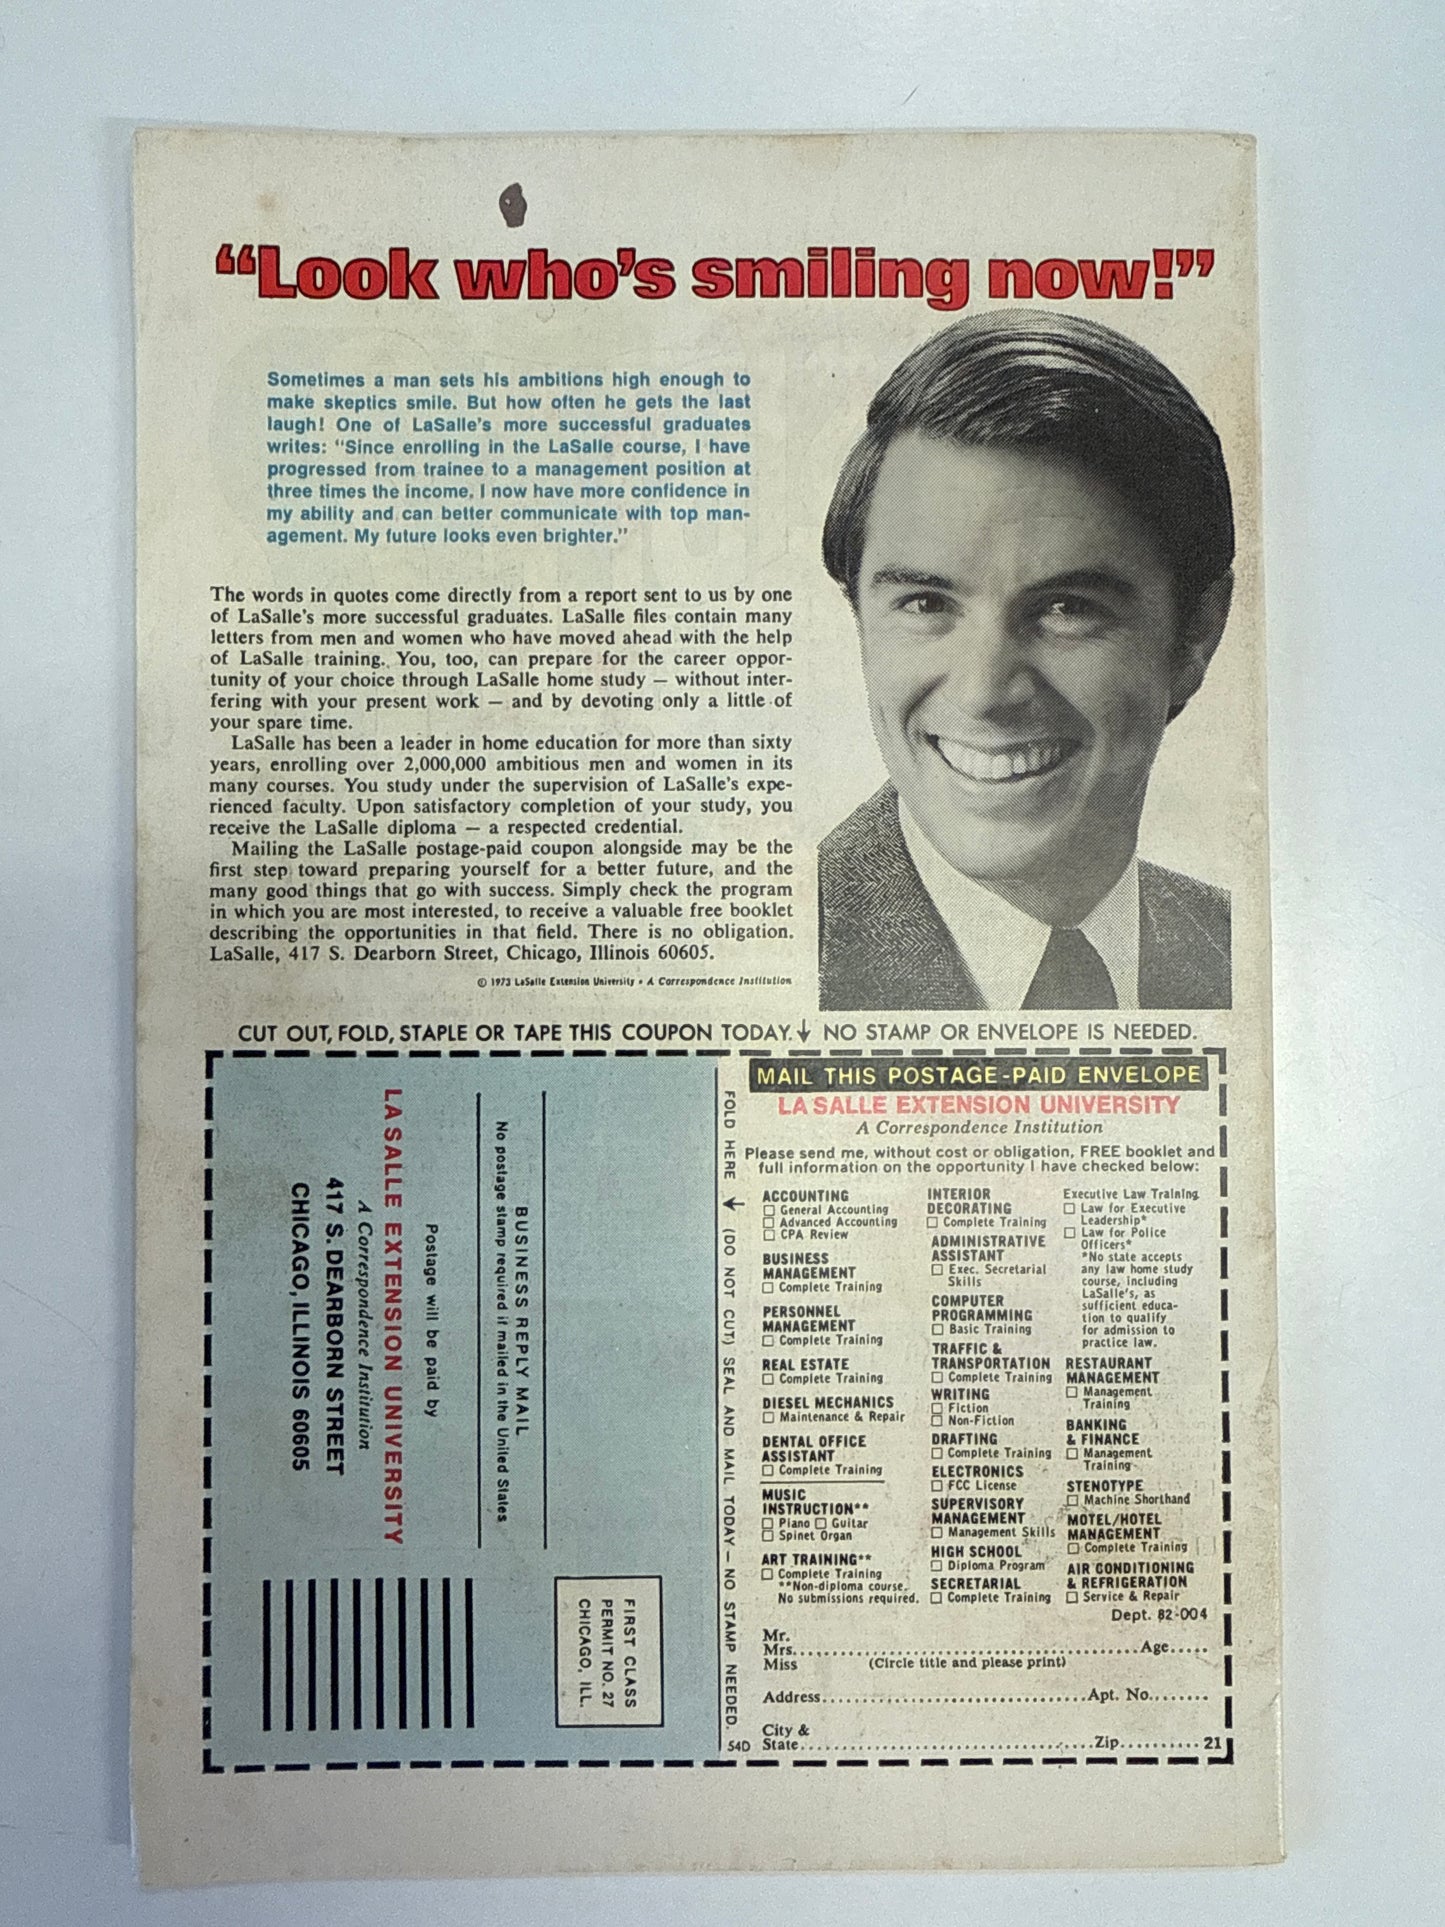 “Look who’s smiling now!”
Sometimes a man sets his ambitions high enough to
make skeptics smile. But how often he gets the last
laugh! One of LaSalle’s more successful graduates
writes: “Since enrolling in the LaSalle course, I have
progressed from trainee to a management position at
three times the income. I now have more confidence in
my ability and can better communicate with top man-
agement. My future looks even brighter.”
The words in quotes come directly from a report sent to us by one
of LaSalle’s more successful graduates. LaSalle files contain many
letters from men and women who have moved ahead with the help
of LaSalle training. You, too, can prepare for the career oppor-
tunity of your choice through LaSalle home study — without inter-
fering with your present work — and by devoting only a little of
your spare time.
LaSalle has been a leader in home education for more than sixty
years, enrolling over 2,000,000 ambitious men and women in its
many courses. You study under the supervision of LaSalle’s expe-
rienced faculty. Upon satisfactory completion of your study, you
receive the LaSalle diploma — a respected credential.
Mailing the LaSalle postage-paid coupon alongside may be the
first step toward preparing yourself for a better future, and the
many good things that go with success. Simply check the program
in which you are most interested, to receive a valuable free booklet
describing the opportunities in that field. There is no obligation.
LaSalle, 417 S. Dearborn Street, Chicago, Illinois 60605.
© 1973 LaSalle Extension University • A Correspondence Institution
CUT OUT, FOLD, STAPLE OR TAPE THIS COUPON TODAY. ↓ NO STAMP OR ENVELOPE IS NEEDED.
FIRST CLASS
PERMIT NO. 27
CHICAGO, ILL.
BUSINESS REPLY MAIL
No postage stamp required if mailed in the United States
Postage will be paid by
LA SALLE EXTENSION UNIVERSITY
A Correspondence Institution
417 S. DEARBORN STREET
CHICAGO, ILLINOIS 60605
FOLD HERE ↓ (DO NOT CUT) SEAL AND MAIL TODAY — NO STAMP NEEDED.
54D
MAIL THIS POSTAGE-PAID ENVELOPE
LA SALLE EXTENSION UNIVERSITY
A Correspondence Institution
Please send me, without cost or obligation, FREE booklet and
full information on the opportunity I have checked below:
ACCOUNTING
☐ General Accounting
☐ Advanced Accounting
☐ CPA Review
BUSINESS
MANAGEMENT
☐ Complete Training
PERSONNEL
MANAGEMENT
☐ Complete Training
REAL ESTATE
☐ Complete Training
DIESEL MECHANICS
☐ Maintenance & Repair
DENTAL OFFICE
ASSISTANT
☐ Complete Training
MUSIC
INSTRUCTION**
☐ Piano ☐ Guitar
☐ Spinet Organ
ART TRAINING**
☐ Complete Training
**Non-diploma course.
No submissions required.
INTERIOR
DECORATING
☐ Complete Training
ADMINISTRATIVE
ASSISTANT
☐ Exec. Secretarial
Skills
COMPUTER
PROGRAMMING
☐ Basic Training
TRAFFIC &
TRANSPORTATION
☐ Complete Training
WRITING
☐ Fiction
☐ Non-Fiction
DRAFTING
☐ Complete Training
ELECTRONICS
☐ FCC License
SUPERVISORY
MANAGEMENT
☐ Management Skills
HIGH SCHOOL
☐ Diploma Program
SECRETARIAL
☐ Complete Training
Executive Law Training
☐ Law for Executive
Leadership*
☐ Law for Police
Officers*
*No state accepts
any law home study
course, including
LaSalle’s, as
sufficient educa-
tion to qualify
for admission to
practice law.
RESTAURANT
MANAGEMENT
☐ Management
Training
BANKING
& FINANCE
☐ Management
Training
STENOTYPE
☐ Machine Shorthand
MOTEL/HOTEL
MANAGEMENT
☐ Complete Training
AIR CONDITIONING
& REFRIGERATION
☐ Service & Repair
Dept. 82-004
Mr.
Mrs. Age
Miss (Circle title and please print)
Address Apt. No.
City &
State Zip 21